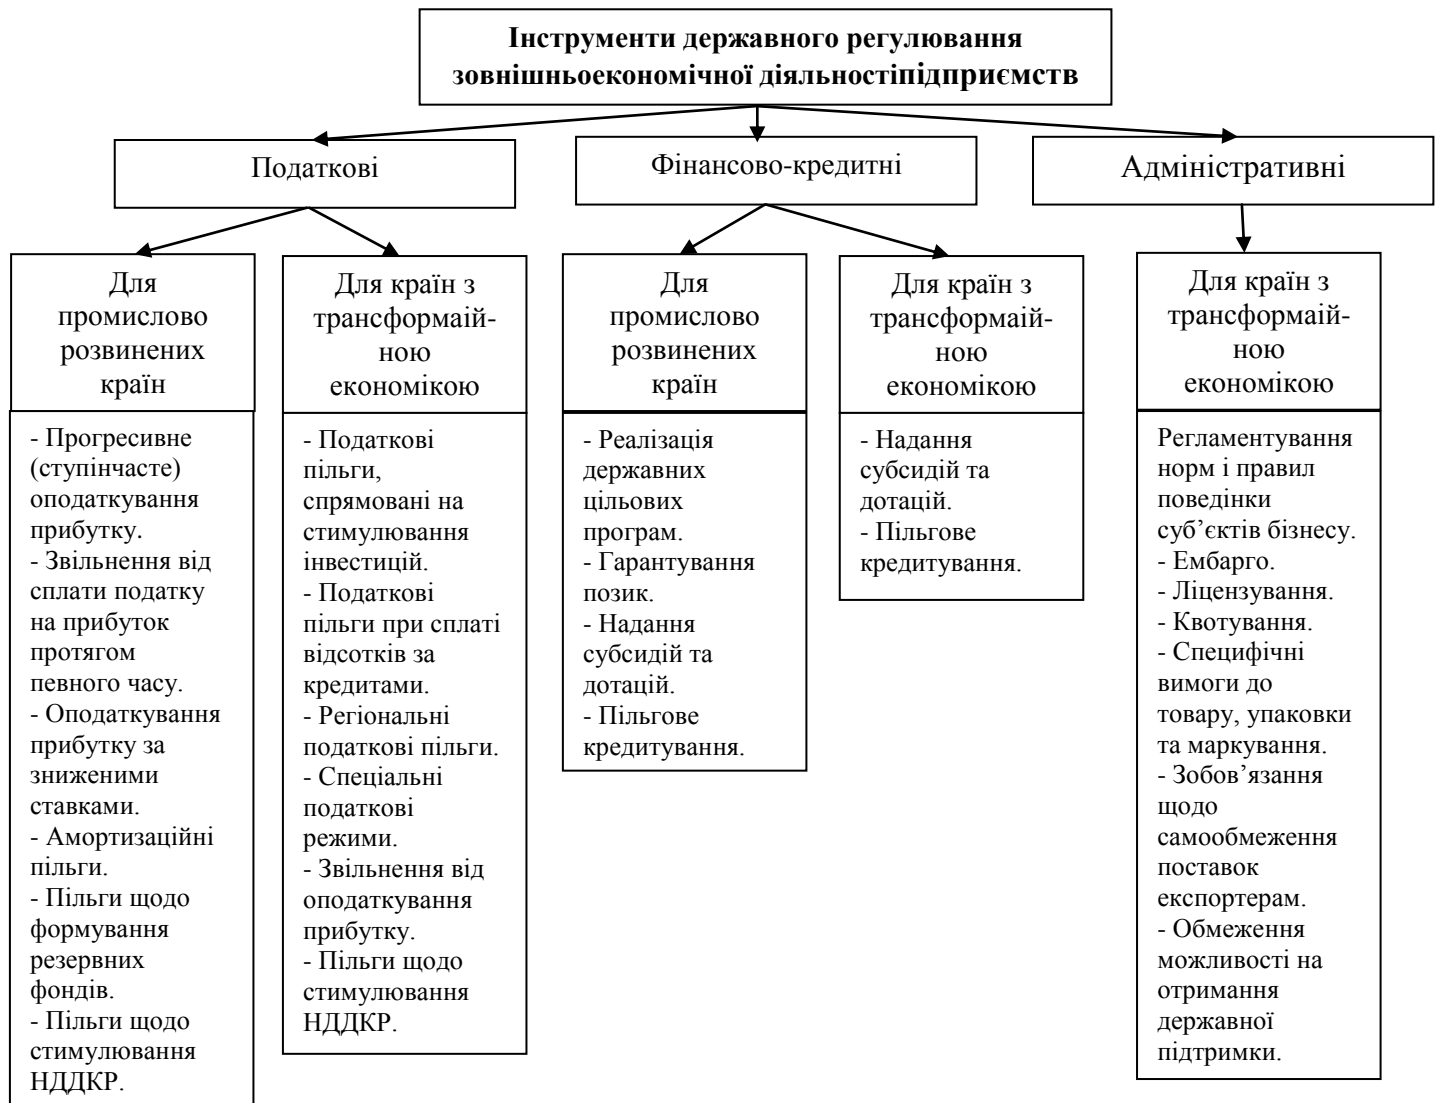 Інструменти державного регулювання
зовнішньоекономічної діяльностіпідприємств
Податкові
Фінансово-кредитні
Адміністративні
Для
промислово
розвинених
країн
- Прогресивне
(ступінчасте)
оподаткування
прибутку.
- Звільнення від
сплати податку
на прибуток
протягом
певного часу.
- Оподаткування
прибутку за
зниженими
ставками.
- Амортизаційні
пільги.
- Пільги щодо
формування
резервних
фондів.
- Пільги щодо
стимулювання
НДДКР.
Для країн з
трансформаій-
ною
економікою
- Податкові
пільги,
спрямовані на
стимулювання
інвестицій.
- Податкові
пільги при сплаті
відсотків за
кредитами.
- Регіональні
податкові пільги.
- Спеціальні
податкові
режими.
- Звільнення від
оподаткування
прибутку.
- Пільги щодо
стимулювання
НДДКР.
Для
промислово
розвинених
країн
- Реалізація
державних
цільових
програм.
- Гарантування
позик.
- Надання
субсидій та
дотацій.
- Пільгове
кредитування.
Для країн з
трансформаій-
ною
економікою
- Надання
субсидій та
дотацій.
- Пільгове
кредитування.
Для країн з
трансформаій-
ною
економікою
Регламентування
норм і правил
поведінки
суб’єктів бізнесу.
- Ембарго.
- Ліцензування.
- Квотування.
- Специфічні
вимоги до
товару, упаковки
та маркування.
- Зобов’язання
щодо
самообмеження
поставок
експортерам.
- Обмеження
можливості на
отримання
державної
підтримки.